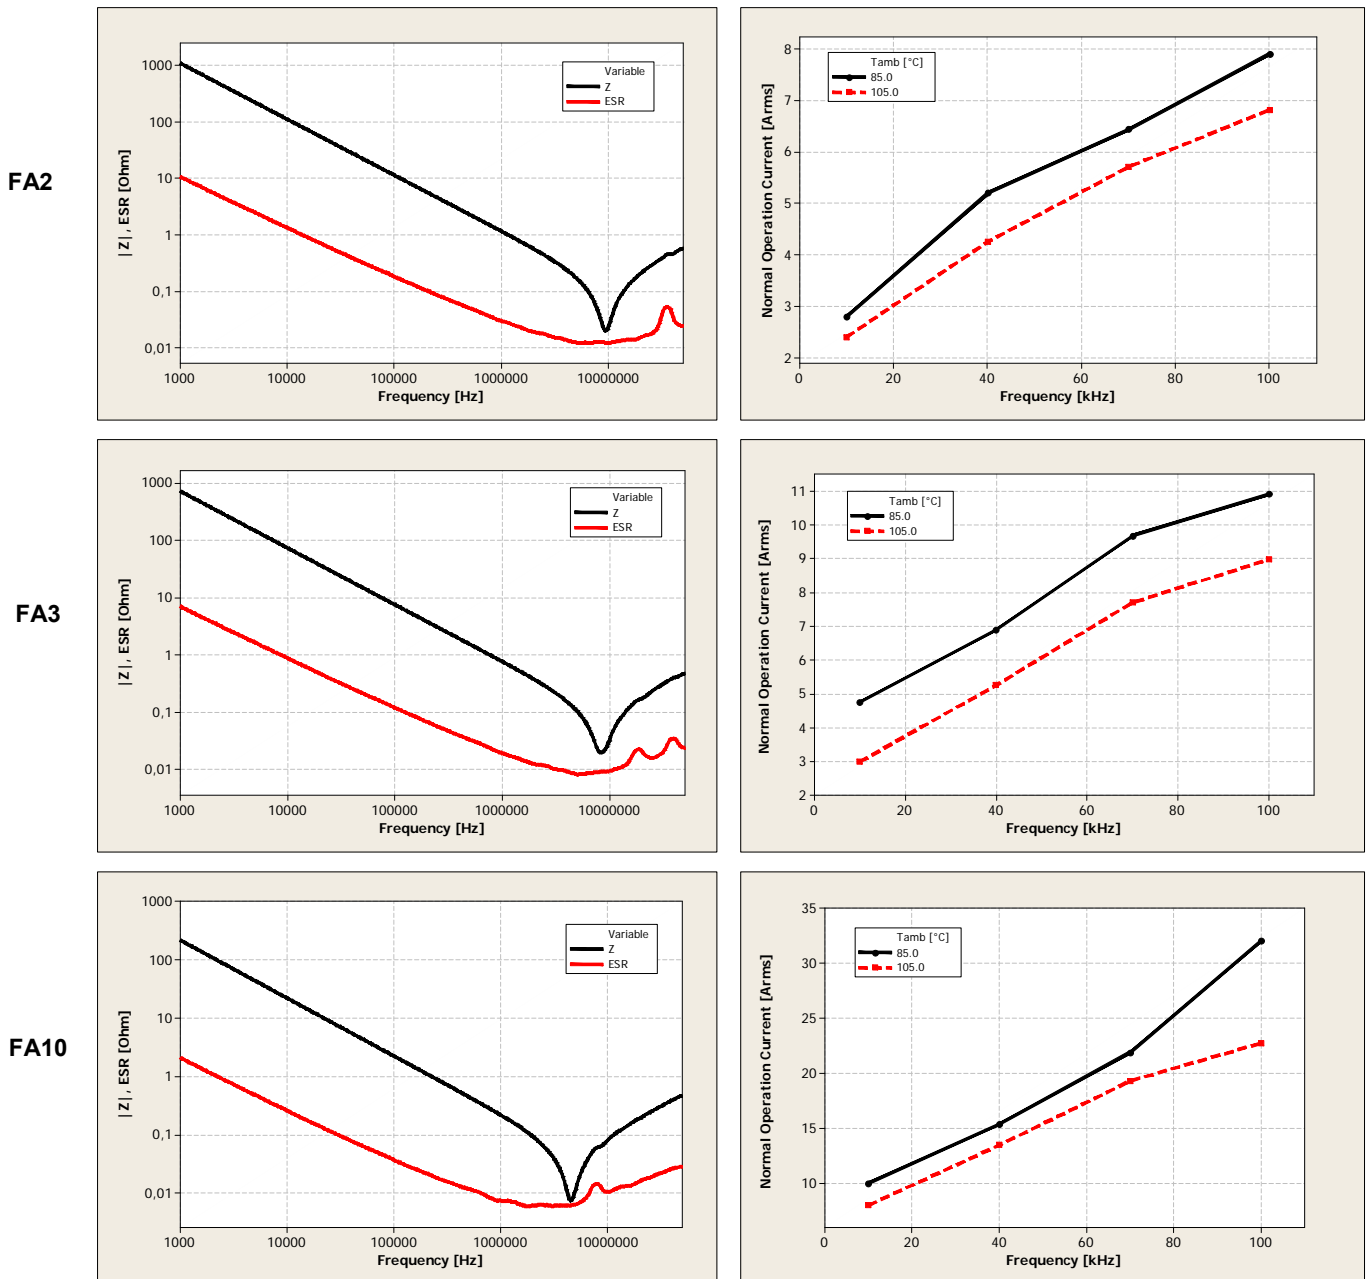 FA2
|Z|, ESR [Ohm]
1000
100
10
1
0,1
0,01
1000 10000 100000 1000000 10000000
Frequency [Hz]
Variable
Z
ESR
Normal Operation Current [Arms]
8
7
6
5
4
3
2
0 20 40 60 80 100
Frequency [kHz]
Tamb [°C]
85.0
105.0
FA3
|Z|, ESR [Ohm]
1000
100
10
1
0,1
0,01
1000 10000 100000 1000000 10000000
Frequency [Hz]
Variable
Z
ESR
Normal Operation Current [Arms]
11
10
9
8
7
6
5
4
3
2
0 20 40 60 80 100
Frequency [kHz]
Tamb [°C]
85.0
105.0
FA10
|Z|, ESR [Ohm]
1000
100
10
1
0,1
0,01
1000 10000 100000 1000000 10000000
Frequency [Hz]
Variable
Z
ESR
Normal Operation Current [Arms]
35
30
25
20
15
10
0 20 40 60 80 100
Frequency [kHz]
Tamb [°C]
85.0
105.0